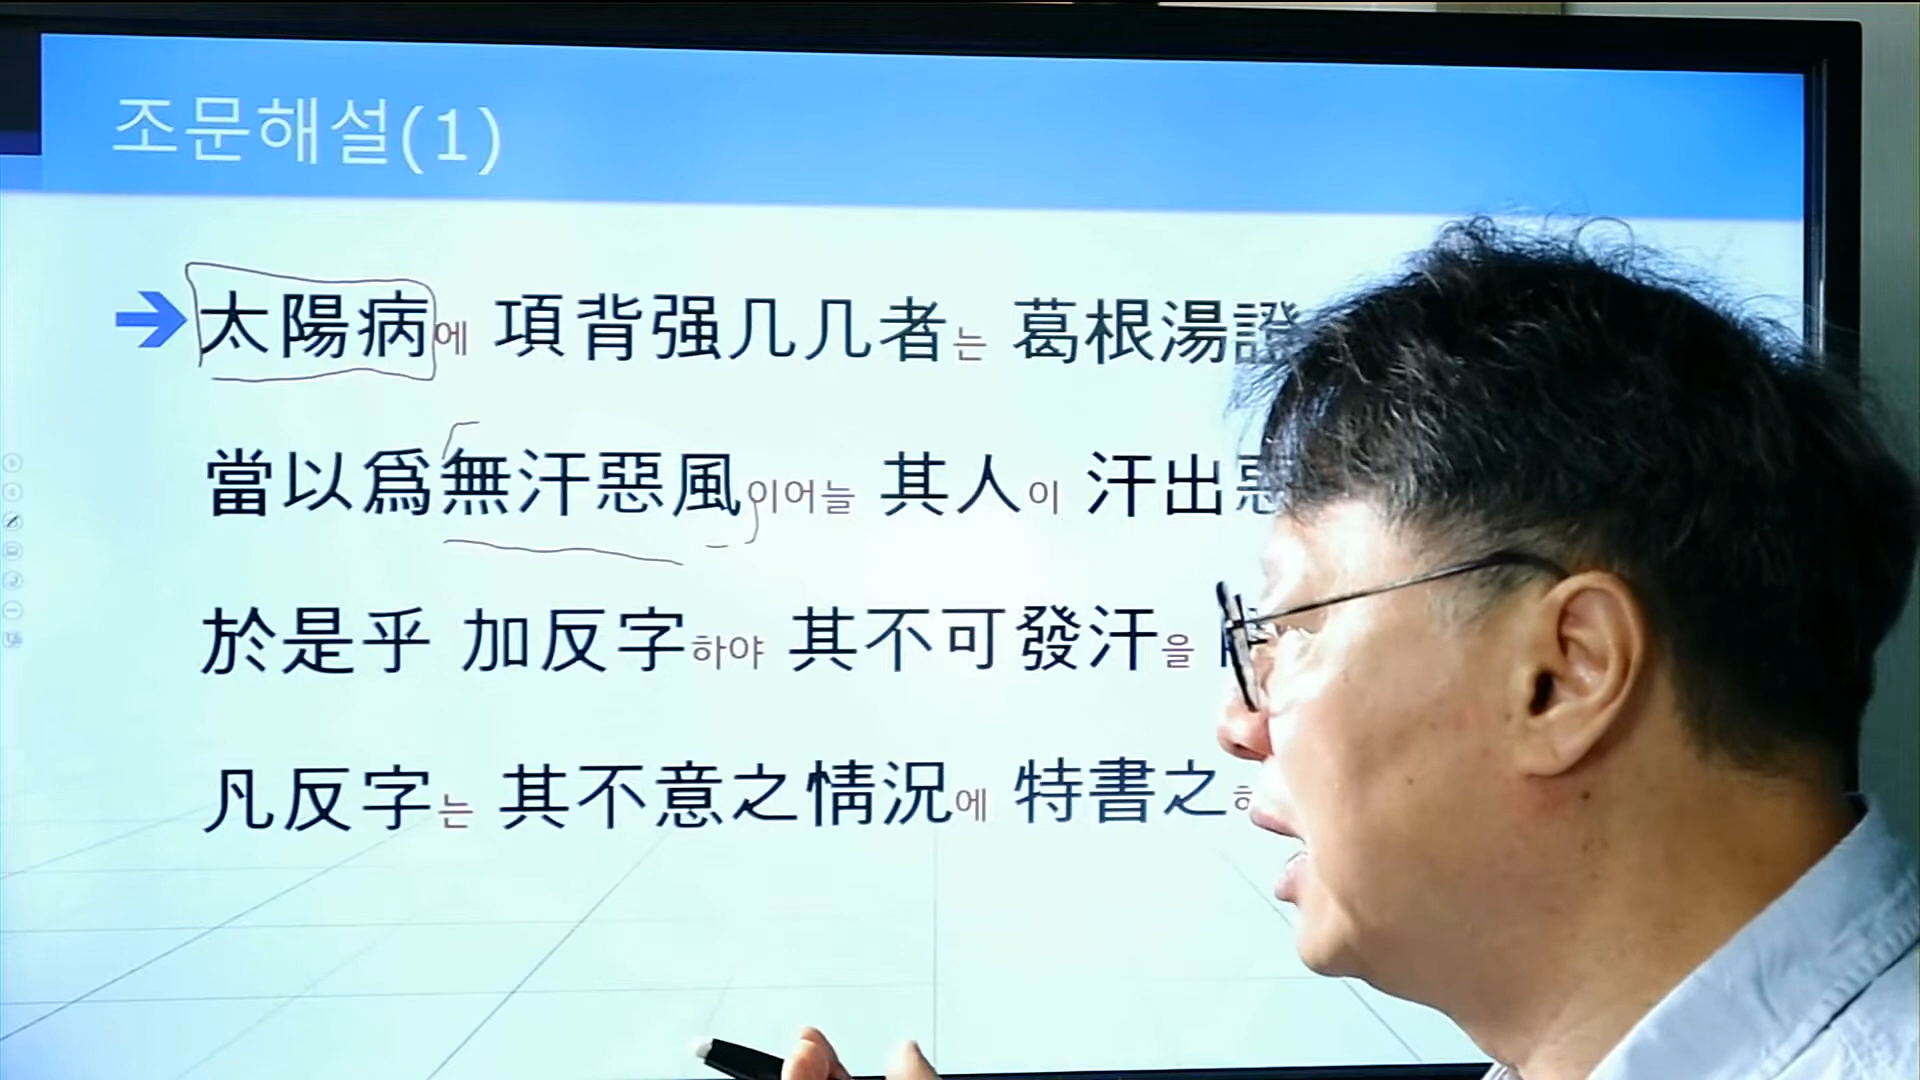 조문해설(1)
太陽病에 項背强几几者는 葛根湯證
當以爲無汗惡風이어늘 其人이 汗出惡
於是乎 加反字하야 其不可發汗을
凡反字는 其不意之情況에 特書之